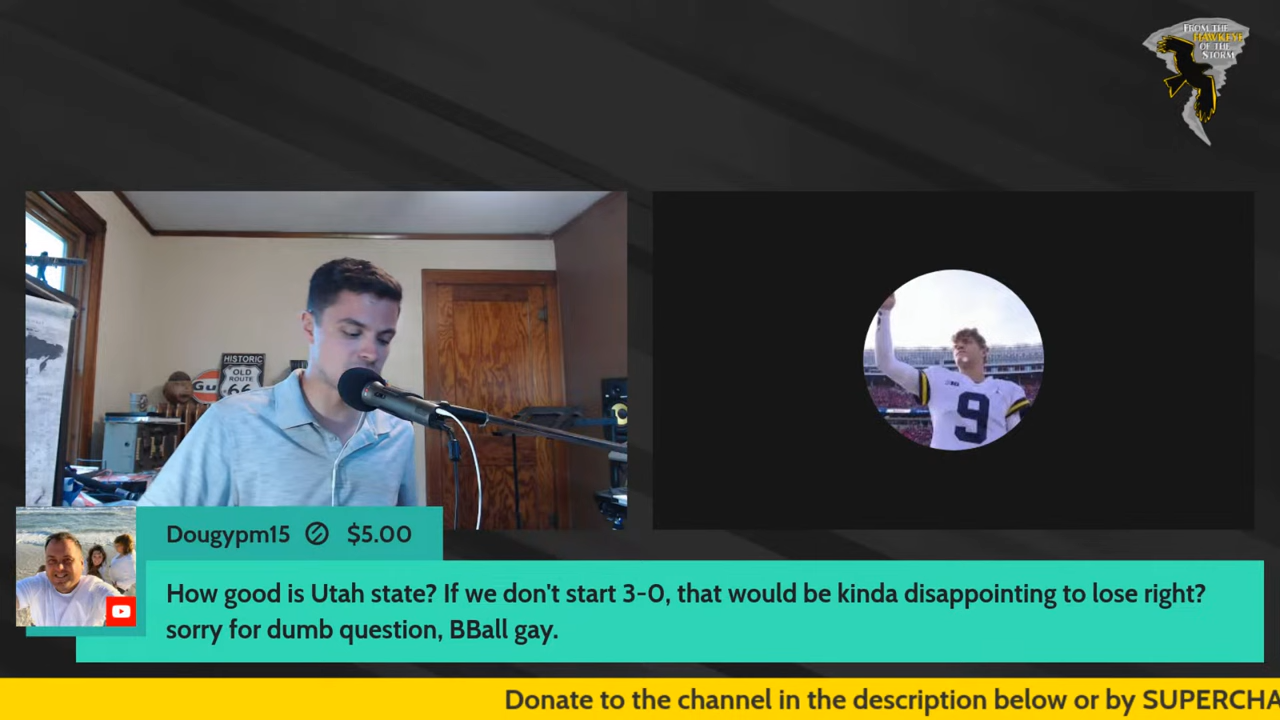 FROM THE
HAWKEYE
OF THE
STORM
HISTORIC
OLD
ROUTE
66
Gu
9
Dougypm15 $5.00
How good is Utah state? If we don't start 3-0, that would be kinda disappointing to lose right?
sorry for dumb question, BBall gay.
Donate to the channel in the description below or by SUPERCHA